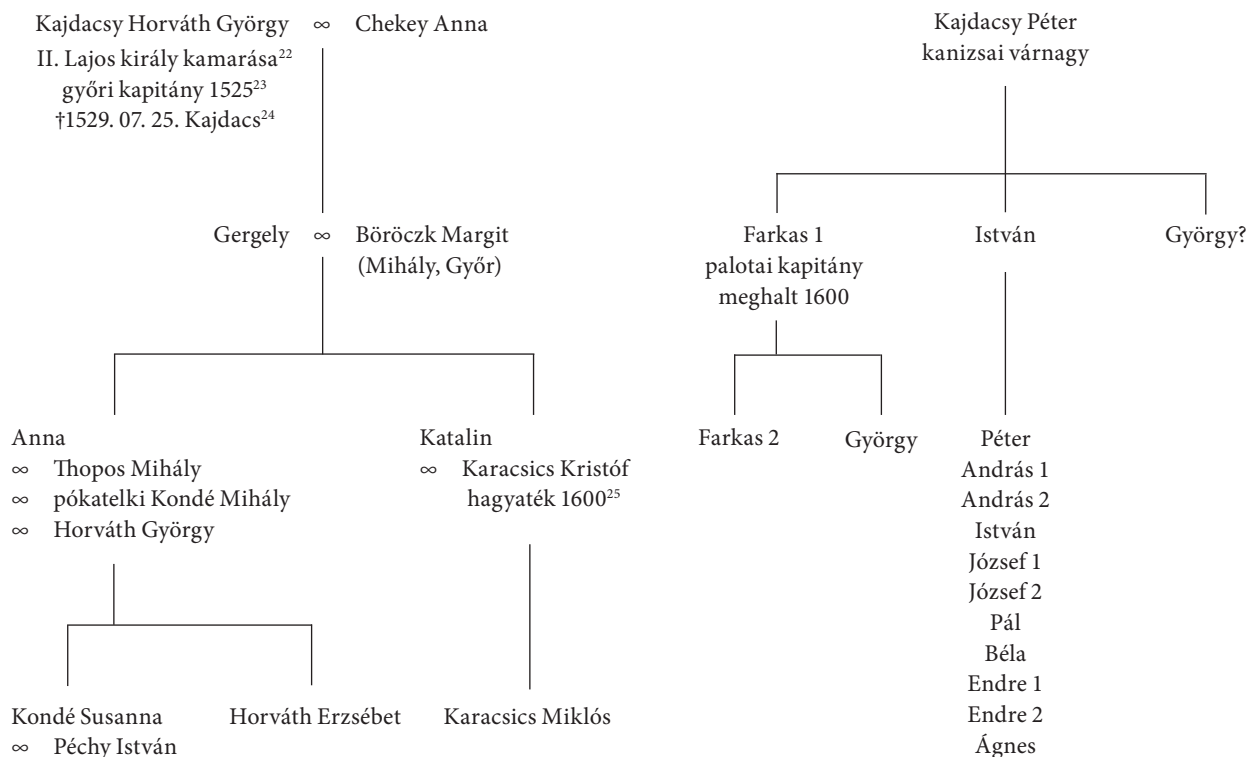 Kajdacsy Horváth György ∞ Chekey Anna
II. Lajos király kamarása²²
győri kapitány 1525²³
†1529. 07. 25. Kajdacs²⁴
Gergely ∞ Böröczk Margit
(Mihály, Győr)
Anna
∞ Thopos Mihály
∞ pókatelki Kondé Mihály
∞ Horváth György
Katalin
∞ Karacsics Kristóf
hagyaték 1600²⁵
Kondé Susanna
∞ Péchy István
Horváth Erzsébet
Karacsics Miklós
Kajdacsy Péter
kanizsai várnagy
Farkas 1
palotai kapitány
meghalt 1600
István
György?
Farkas 2
György
Péter
András 1
András 2
István
József 1
József 2
Pál
Béla
Endre 1
Endre 2
Ágnes